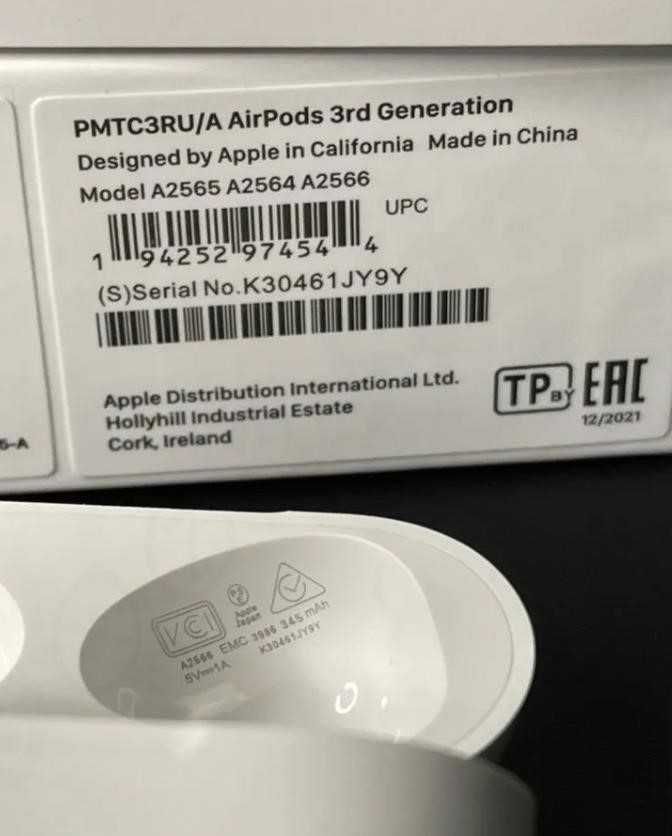 PMTC3RU/A AirPods 3rd Generation
Designed by Apple in California Made in China
Model A2565 A2564 A2566
UPC
1 94252 97454 4
(S)Serial No.K30461JY9Y
Apple Distribution International Ltd.
Hollyhill Industrial Estate
Cork, Ireland
TP BY EAC
12/2021
5-A
VCI
PS E
Apple
Japan
A2566 EMC 3986 345 mAh
5V⎓1A K30461JY9Y